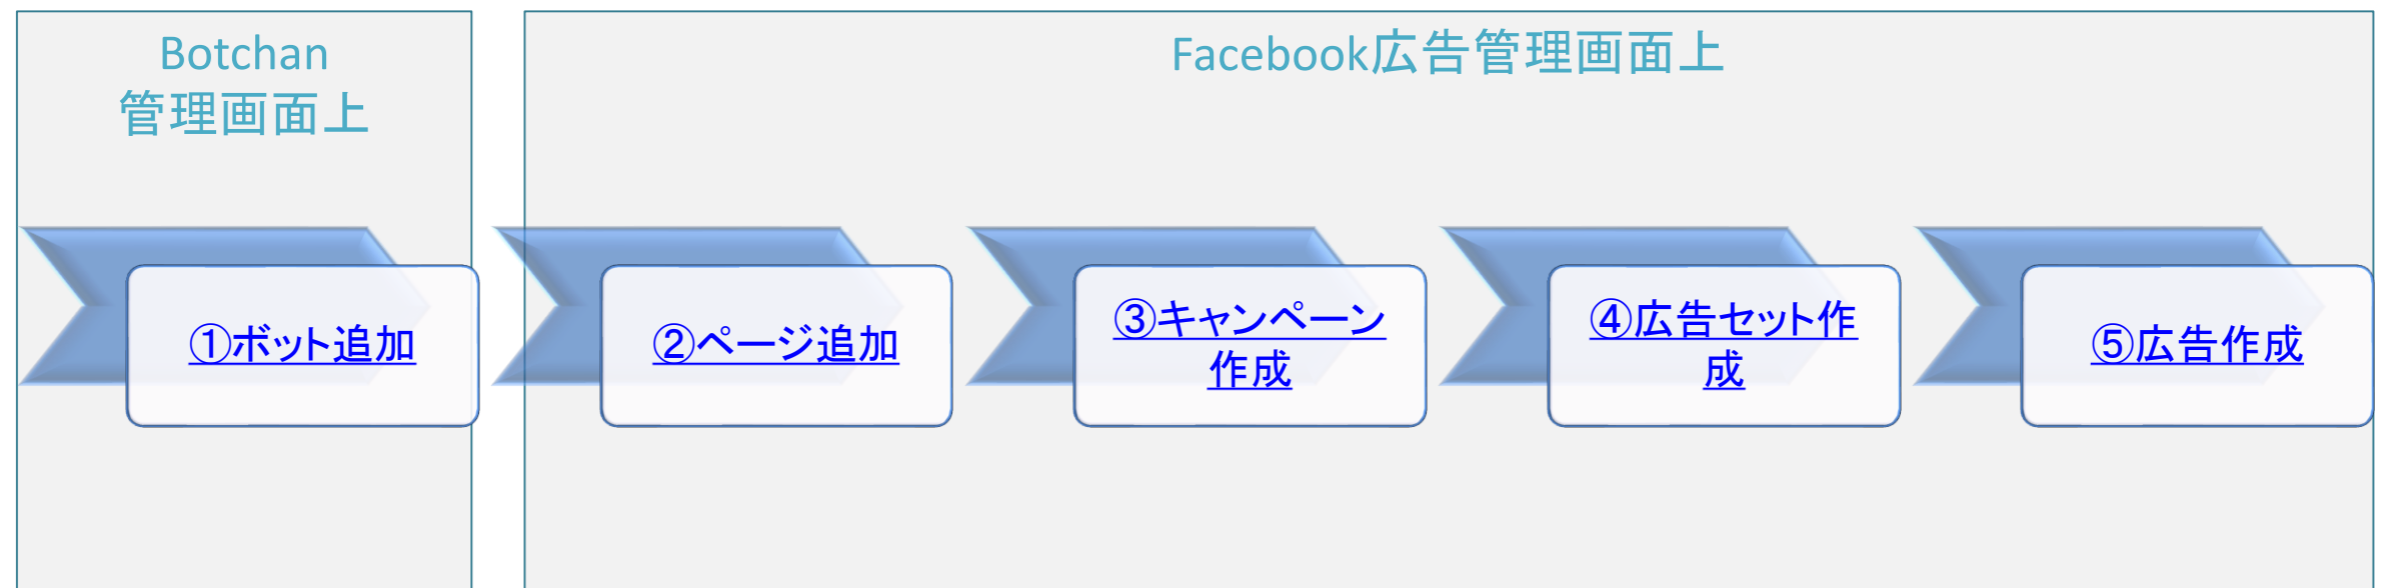 Botchan
管理画面上
Facebook広告管理画面上
①ボット追加
②ページ追加
③キャンペーン
作成
④広告セット作
成
⑤広告作成